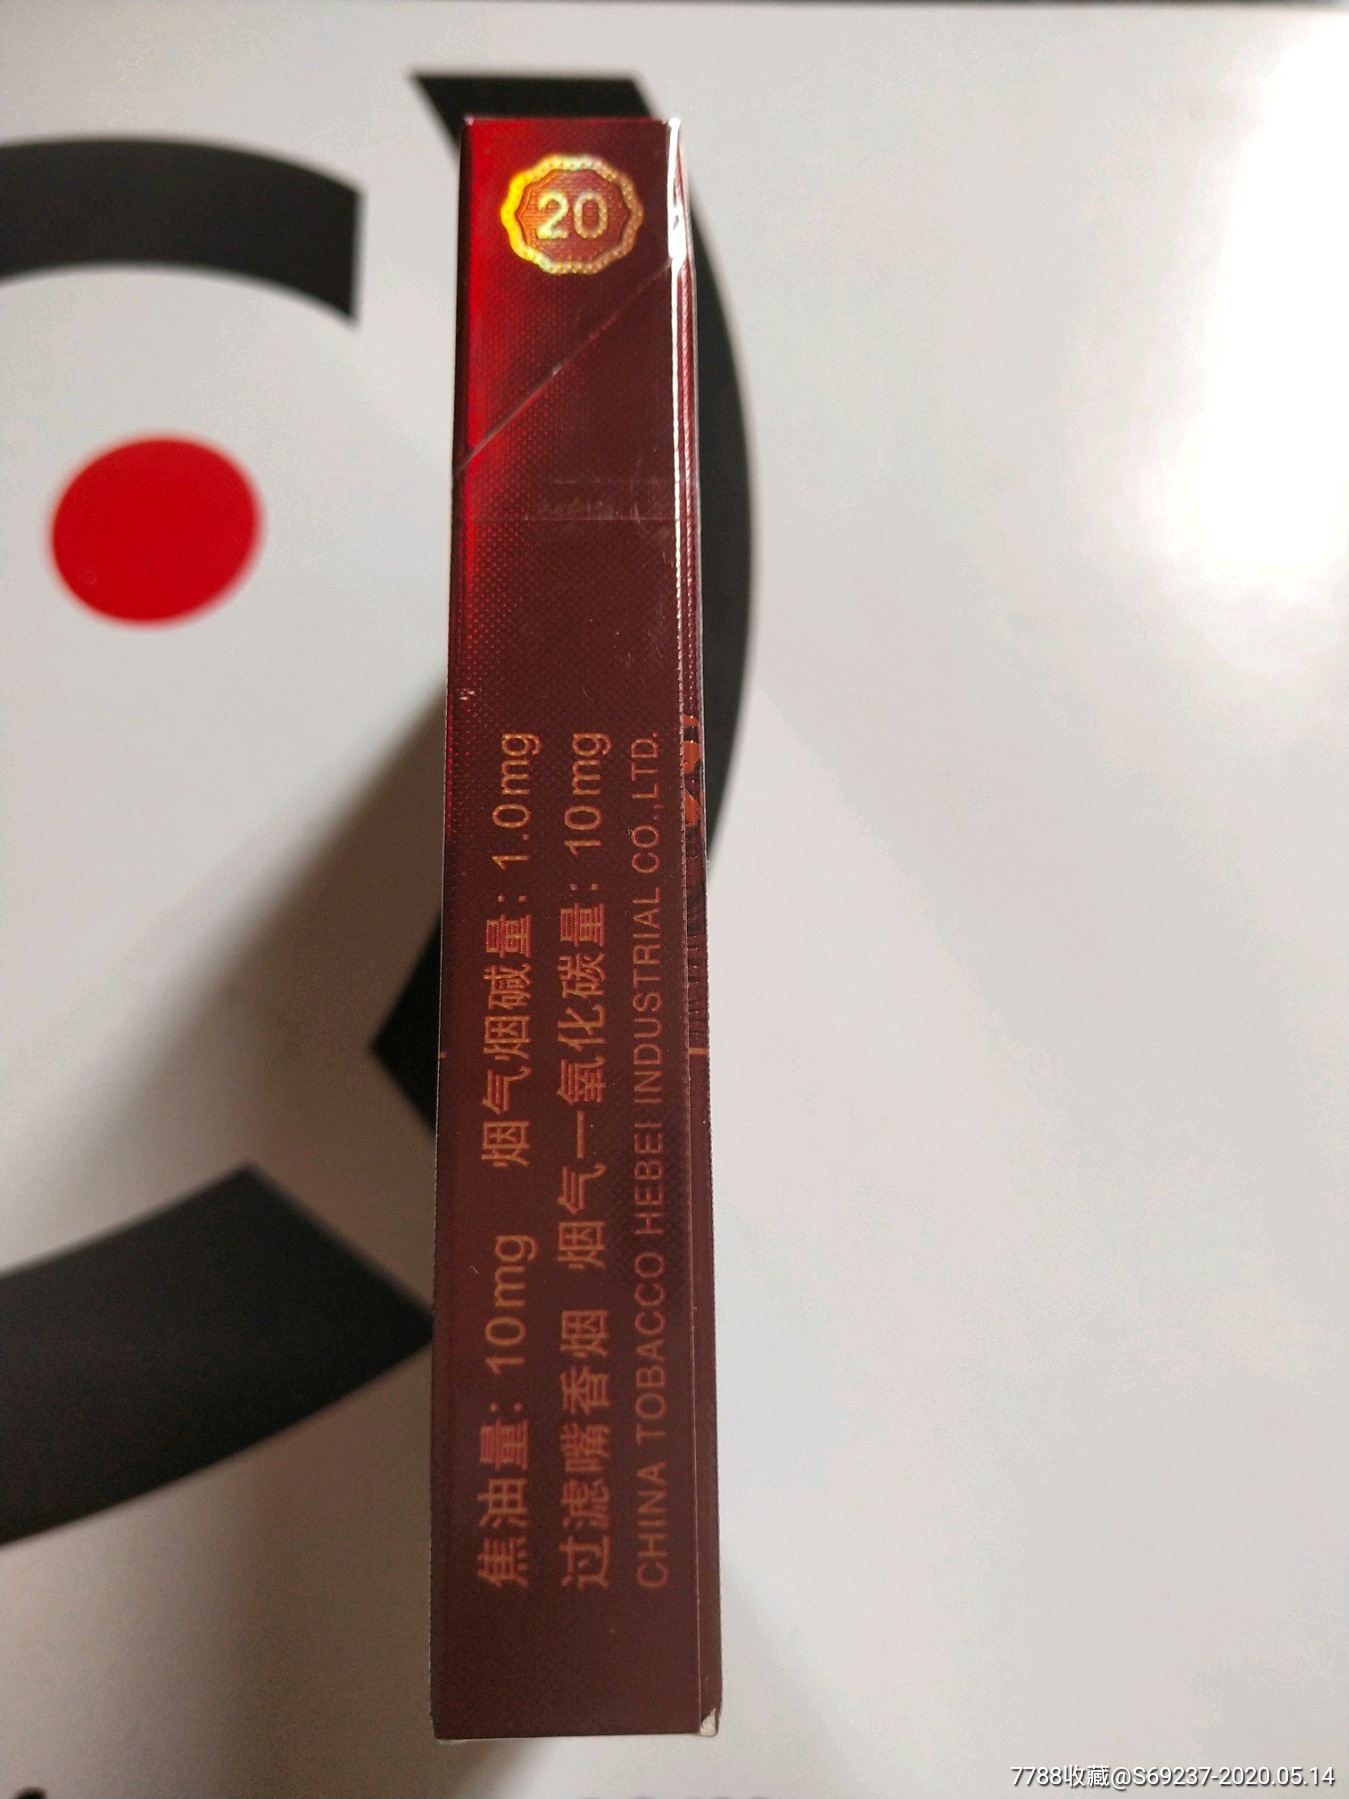 20
焦油量：10mg 烟气烟碱量：1.0mg
过滤嘴香烟 烟气一氧化碳量：10mg
CHINA TOBACCO HEBEI INDUSTRIAL CO.,LTD.
7788收藏@S69237-2020.05.14